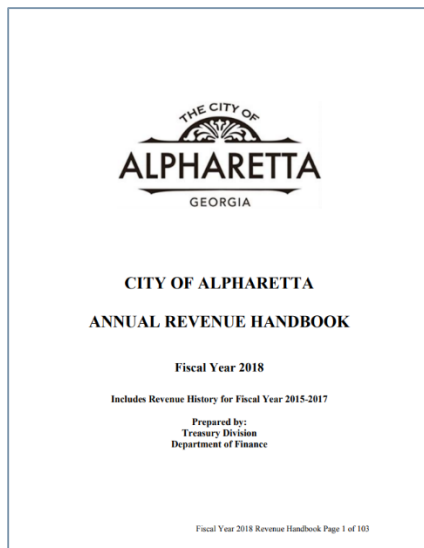 THE CITY OF
ALPHARETTA
GEORGIA
CITY OF ALPHARETTA
ANNUAL REVENUE HANDBOOK
Fiscal Year 2018
Includes Revenue History for Fiscal Year 2015-2017
Prepared by:
Treasury Division
Department of Finance
Fiscal Year 2018 Revenue Handbook Page 1 of 103